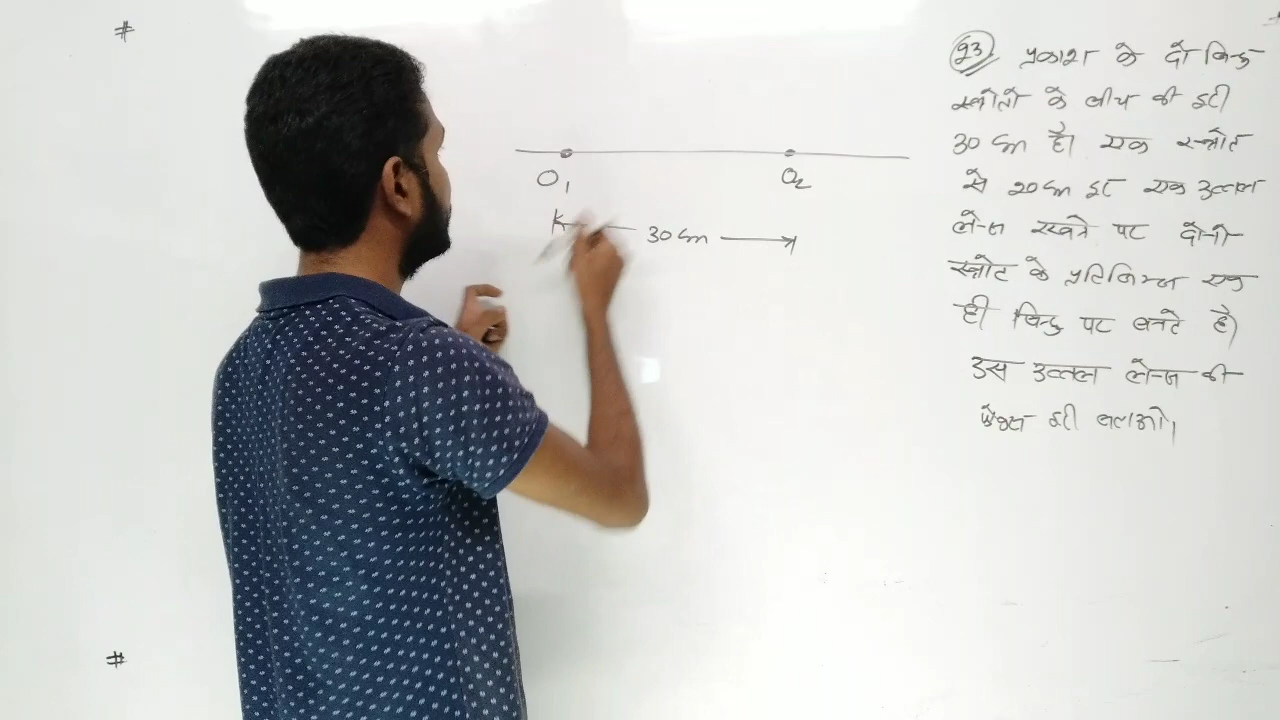 #
O₁
O₂
30 cm
93 प्रकाश के दो बिन्दु
स्त्रोतो के बीच की दुरी
30 cm है। एक स्त्रोत
से 20 cm दुर एक उत्तल
लेन्ज रखने पर दोनो
स्त्रोट के प्रतिबिम्ब एक
ही बिन्दु पर बनते है।
उस उत्तल लेन्ज की
फोकस दुरी बताओ।
#